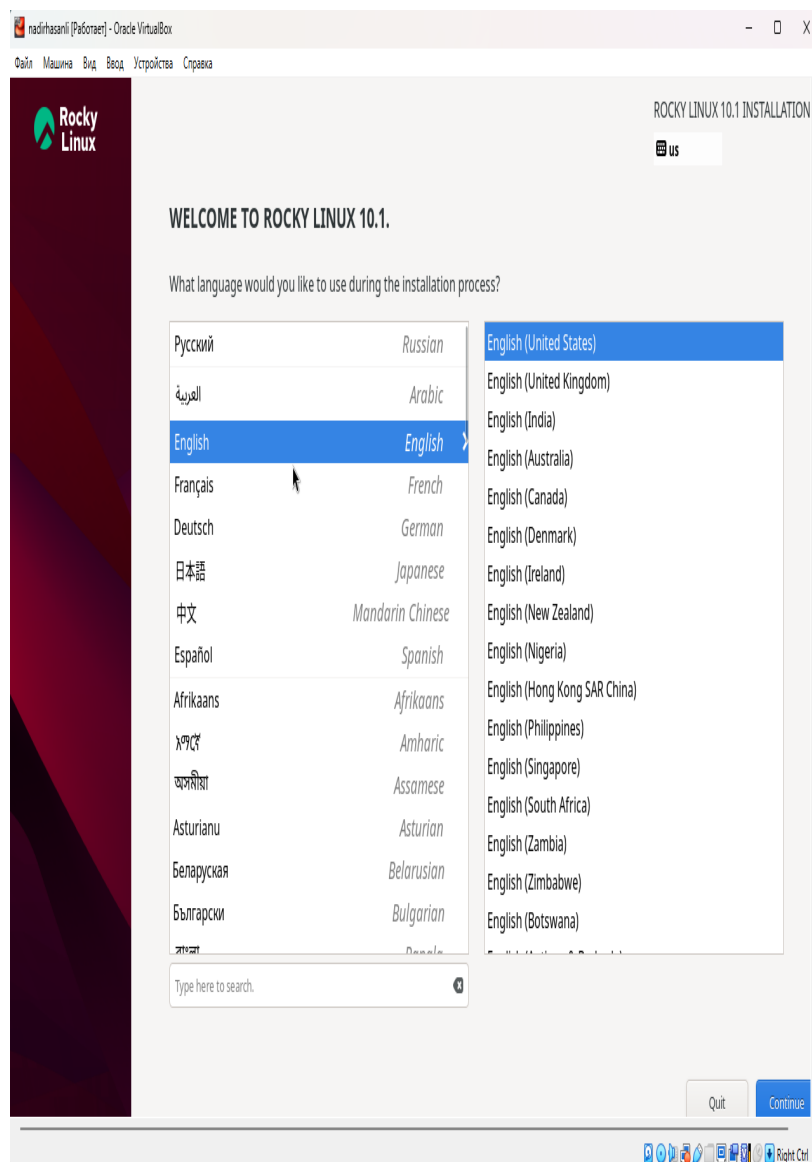 nadirhasanli [Работает] - Oracle VirtualBox
Файл Машина Вид Ввод Устройства Справка
Rocky
Linux
ROCKY LINUX 10.1 INSTALLATION
us
WELCOME TO ROCKY LINUX 10.1.
What language would you like to use during the installation process?
Русский Russian
العربية Arabic
English English
Français French
Deutsch German
日本語 Japanese
中文 Mandarin Chinese
Español Spanish
Afrikaans Afrikaans
አማርኛ Amharic
অসমীয়া Assamese
Asturianu Asturian
Беларуская Belarusian
Български Bulgarian
English (United States)
English (United Kingdom)
English (India)
English (Australia)
English (Canada)
English (Denmark)
English (Ireland)
English (New Zealand)
English (Nigeria)
English (Hong Kong SAR China)
English (Philippines)
English (Singapore)
English (South Africa)
English (Zambia)
English (Zimbabwe)
English (Botswana)
Type here to search.
Quit Continue
Right Ctrl